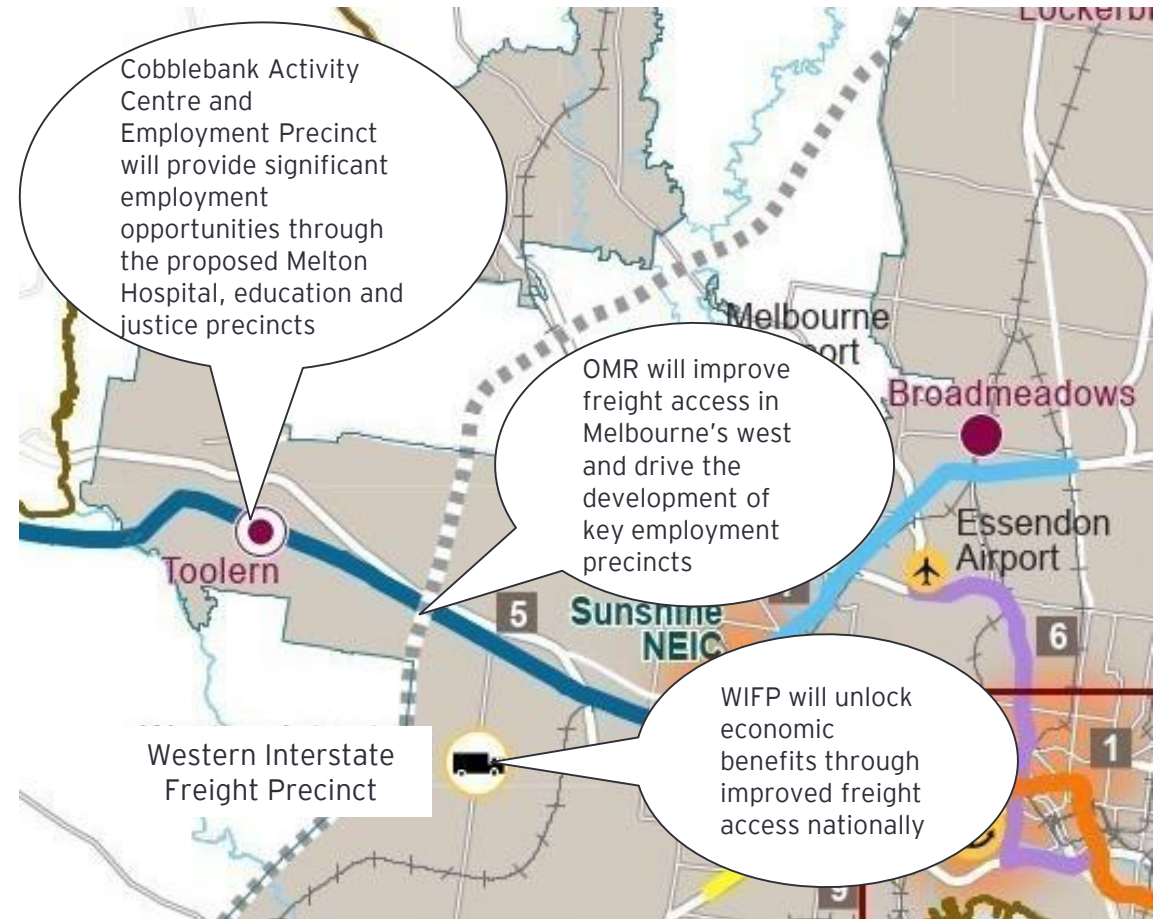 Cobblebank Activity
Centre and
Employment Precinct
will provide significant
employment
opportunities through
the proposed Melton
Hospital, education and
justice precincts
Melbourne
OMR will improve
freight access in
Melbourne's west
and drive the
development of
key employment
precincts
Broadmeadows
Essendon
Airport
Toolern
5
Sunshine
NEIC
6
WIFP will unlock
economic
benefits through
improved freight
access nationally
Western Interstate
Freight Precinct
1
9